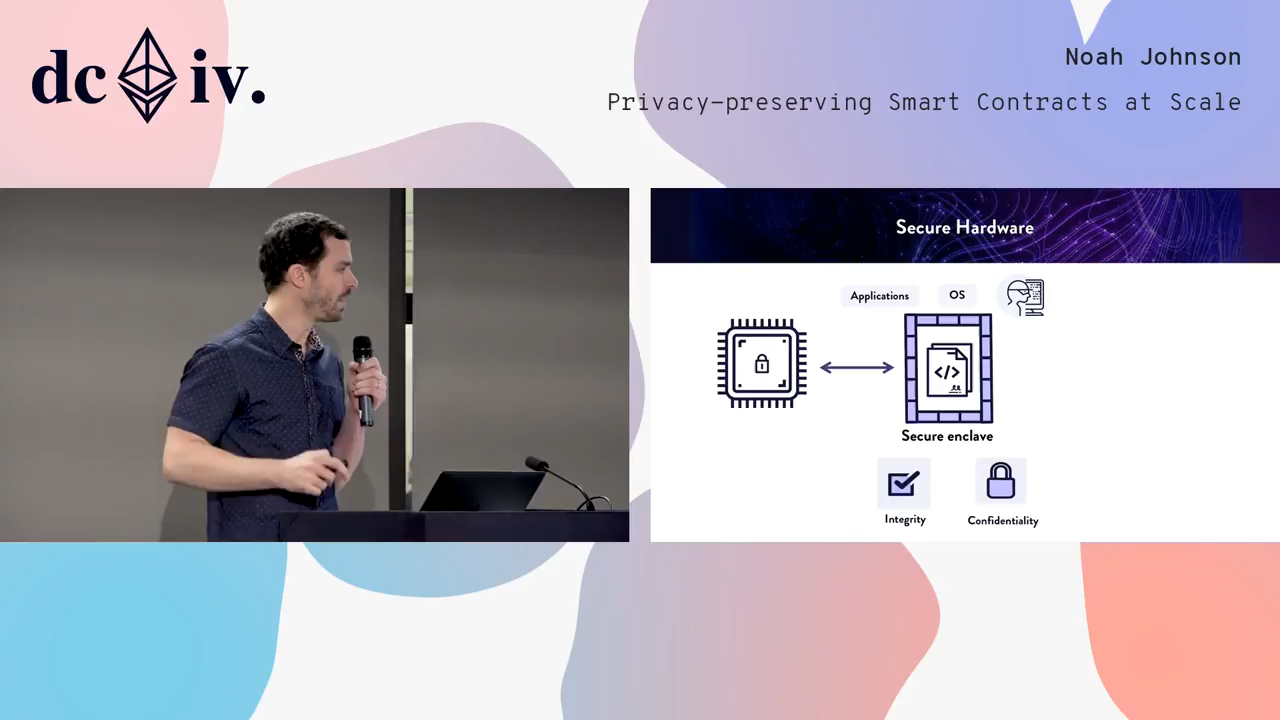 dc iv.
Noah Johnson
Privacy-preserving Smart Contracts at Scale
Secure Hardware
Applications
OS
</>
Secure enclave
Integrity
Confidentiality